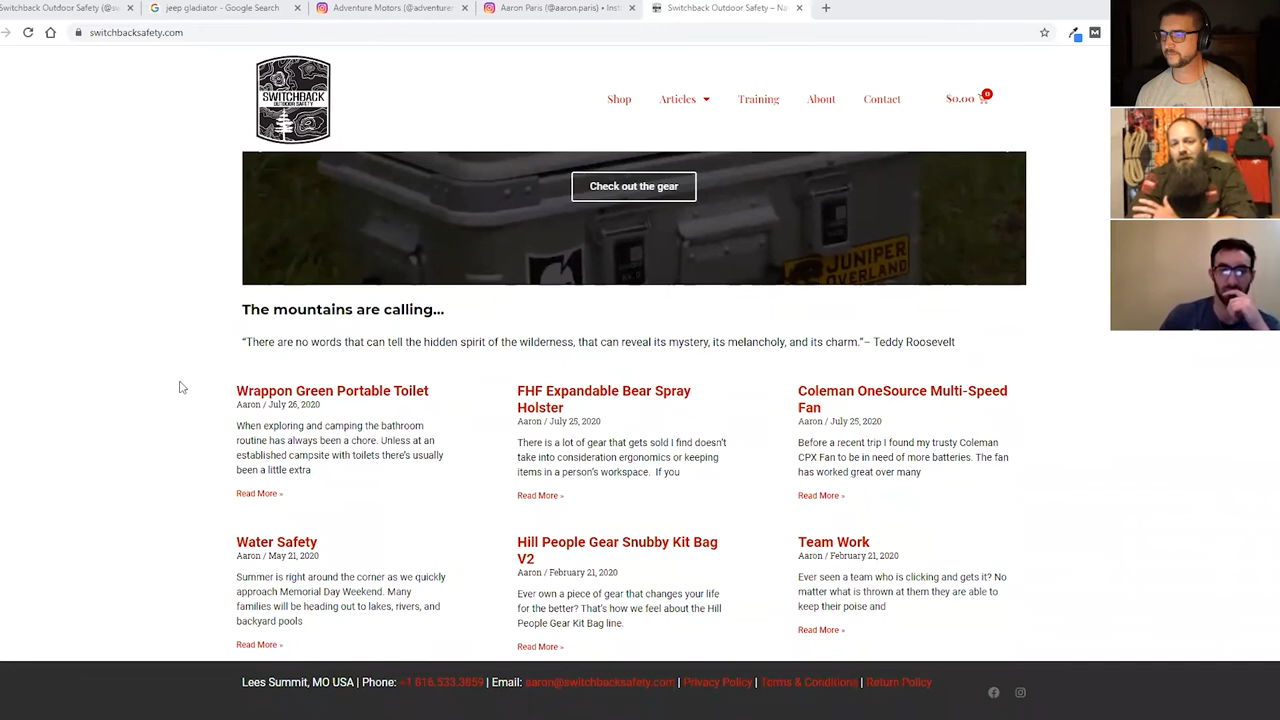 Switchback Outdoor Safety (@a
jeep gladiator - Google Search
Adventure Motors (@adventure
Aaron Paris (@aaron.paris) • Inst
Switchback Outdoor Safety – Na
switchbacksafety.com
SWITCHBACK
OUTDOOR SAFETY
Shop
Articles
Training
About
Contact
$0.00
0
Check out the gear
JUNIPER
OVERLAND
The mountains are calling...
“There are no words that can tell the hidden spirit of the wilderness, that can reveal its mystery, its melancholy, and its charm.”– Teddy Roosevelt
Wrappon Green Portable Toilet
Aaron / July 26, 2020
When exploring and camping the bathroom
routine has always been a chore. Unless at an
established campsite with toilets there’s usually
been a little extra
Read More »
FHF Expandable Bear Spray
Holster
Aaron / July 25, 2020
There is a lot of gear that gets sold I find doesn’t
take into consideration ergonomics or keeping
items in a person’s workspace. If you
Read More »
Coleman OneSource Multi-Speed
Fan
Aaron / July 25, 2020
Before a recent trip I found my trusty Coleman
CPX Fan to be in need of more batteries. The fan
has worked great over many
Read More »
Water Safety
Aaron / May 21, 2020
Summer is right around the corner as we quickly
approach Memorial Day Weekend. Many
families will be heading out to lakes, rivers, and
backyard pools
Read More »
Hill People Gear Snubby Kit Bag
V2
Aaron / February 21, 2020
Ever own a piece of gear that changes your life
for the better? That’s how we feel about the Hill
People Gear Kit Bag line.
Read More »
Team Work
Aaron / February 21, 2020
Ever seen a team who is clicking and gets it? No
matter what is thrown at them they are able to
keep their poise and
Read More »
Lees Summit, MO USA | Phone: +1 816.533.3859 | Email: aaron@switchbacksafety.com | Privacy Policy | Terms & Conditions | Return Policy